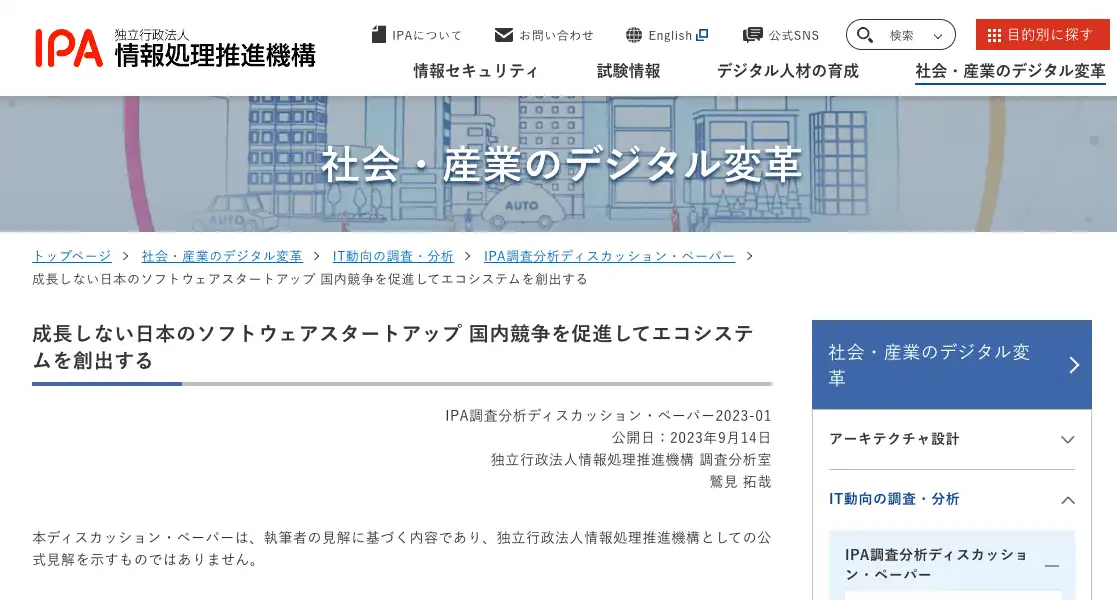 IPA 独立行政法人
情報処理推進機構
IPAについて お問い合わせ English 公式SNS 検索 目的別に探す
情報セキュリティ 試験情報 デジタル人材の育成 社会・産業のデジタル変革
社会・産業のデジタル変革
AUTO AUTO
トップページ 社会・産業のデジタル変革 IT動向の調査・分析 IPA調査分析ディスカッション・ペーパー
成長しない日本のソフトウェアスタートアップ 国内競争を促進してエコシステムを創出する
成長しない日本のソフトウェアスタートアップ 国内競争を促進してエコシステ
ムを創出する
IPA調査分析ディスカッション・ペーパー2023-01
公開日：2023年9月14日
独立行政法人情報処理推進機構 調査分析室
鷲見 拓哉
本ディスカッション・ペーパーは、執筆者の見解に基づく内容であり、独立行政法人情報処理推進機構としての公
式見解を示すものではありません。
社会・産業のデジタル変
革
アーキテクチャ設計
IT動向の調査・分析
IPA調査分析ディスカッショ
ン・ペーパー